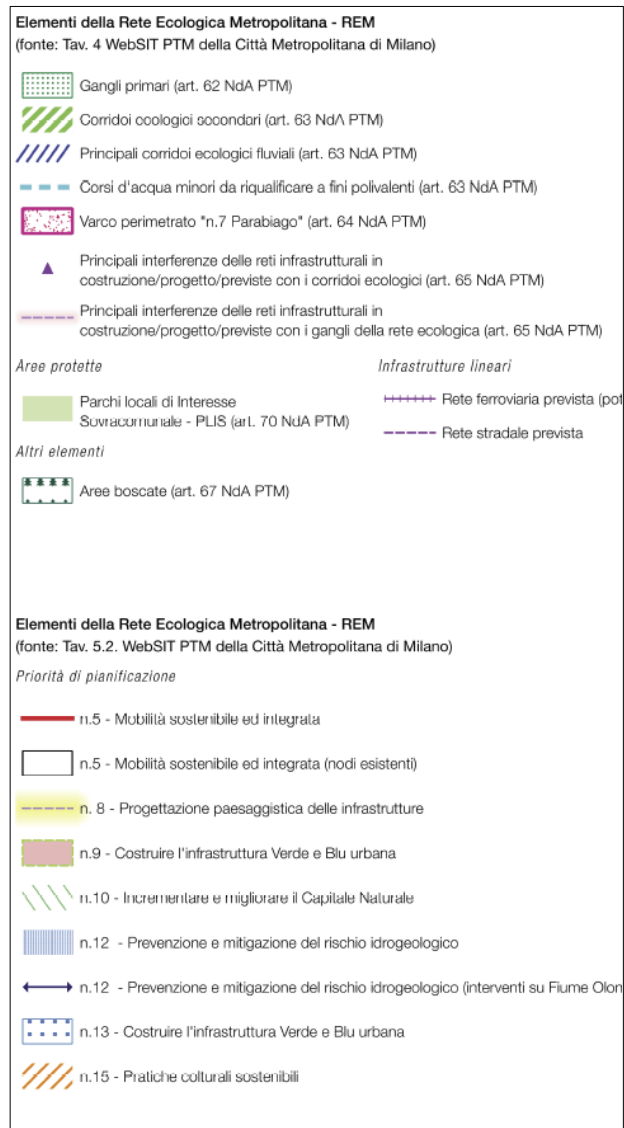 Elementi della Rete Ecologica Metropolitana - REM
(fonte: Tav. 4 WebSIT PTM della Città Metropolitana di Milano)
Gangli primari (art. 62 NdA PTM)
Corridoi ecologici secondari (art. 63 NdA PTM)
Principali corridoi ecologici fluviali (art. 63 NdA PTM)
Corsi d'acqua minori da riqualificare a fini polivalenti (art. 63 NdA PTM)
Varco perimetrato "n.7 Parabiago" (art. 64 NdA PTM)
Principali interferenze delle reti infrastrutturali in
costruzione/progetto/previste con i corridoi ecologici (art. 65 NdA PTM)
Principali interferenze delle reti infrastrutturali in
costruzione/progetto/previste con i gangli della rete ecologica (art. 65 NdA PTM)
Aree protette
Parchi locali di Interesse
Sovracomunale - PLIS (art. 70 NdA PTM)
Infrastrutture lineari
Rete ferroviaria prevista (pot
Rete stradale prevista
Altri elementi
Aree boscate (art. 67 NdA PTM)
Elementi della Rete Ecologica Metropolitana - REM
(fonte: Tav. 5.2. WebSIT PTM della Città Metropolitana di Milano)
Priorità di pianificazione
n.5 - Mobilità sostenibile ed integrata
n.5 - Mobilità sostenibile ed integrata (nodi esistenti)
n. 8 - Progettazione paesaggistica delle infrastrutture
n.9 - Costruire l'infrastruttura Verde e Blu urbana
n.10 - Incrementare e migliorare il Capitale Naturale
n.12 - Prevenzione e mitigazione del rischio idrogeologico
n.12 - Prevenzione e mitigazione del rischio idrogeologico (interventi su Fiume Olon
n.13 - Costruire l'infrastruttura Verde e Blu urbana
n.15 - Pratiche colturali sostenibili